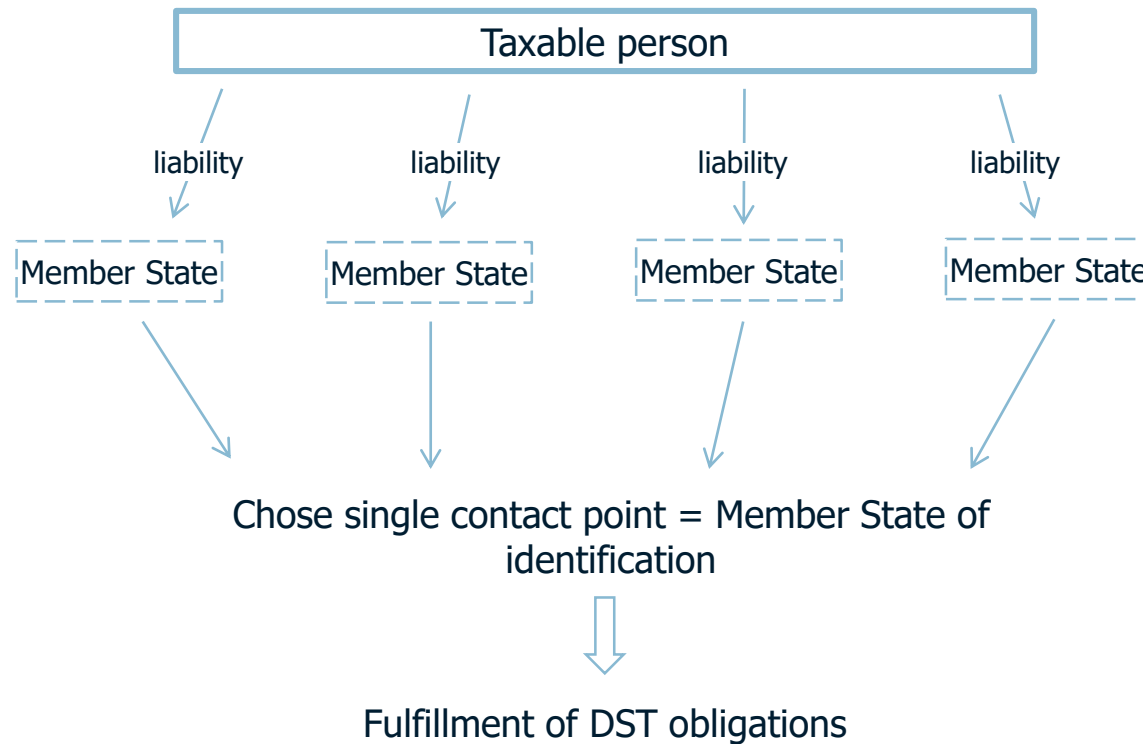 Taxable person
liability
liability
liability
liability
Member State
Member State
Member State
Member State
Chose single contact point = Member State of
identification
Fulfillment of DST obligations